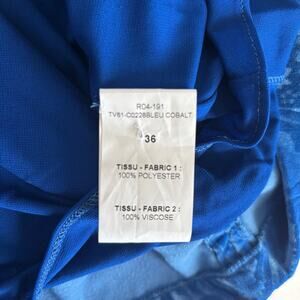 R04-191
TV61-C0226BLEU COBALT
36
TISSU - FABRIC 1 :
100% POLYESTER
TISSU - FABRIC 2 :
100% VISCOSE